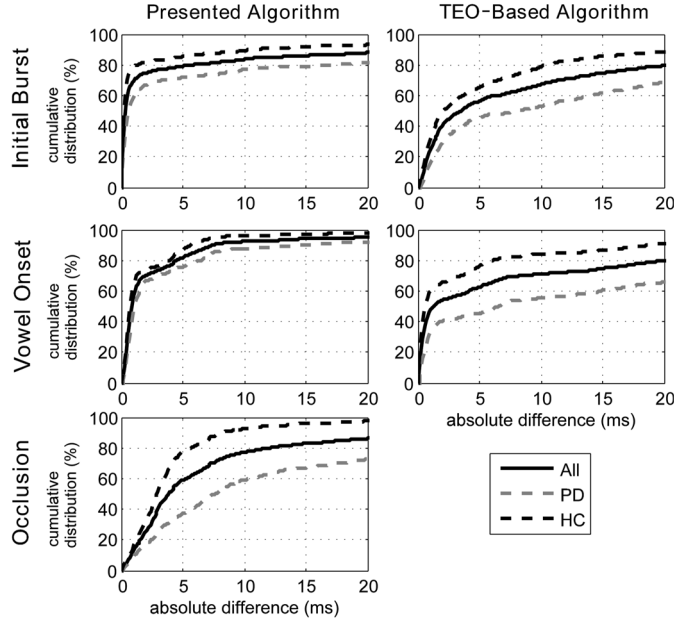 Presented Algorithm
TEO-Based Algorithm
Initial Burst
cumulative
distribution (%)
100
80
60
40
20
0
0 5 10 15 20
100
80
60
40
20
0
0 5 10 15 20
Vowel Onset
cumulative
distribution (%)
100
80
60
40
20
0
0 5 10 15 20
100
80
60
40
20
0
0 5 10 15 20
absolute difference (ms)
Occlusion
cumulative
distribution (%)
100
80
60
40
20
0
0 5 10 15 20
absolute difference (ms)
All
PD
HC